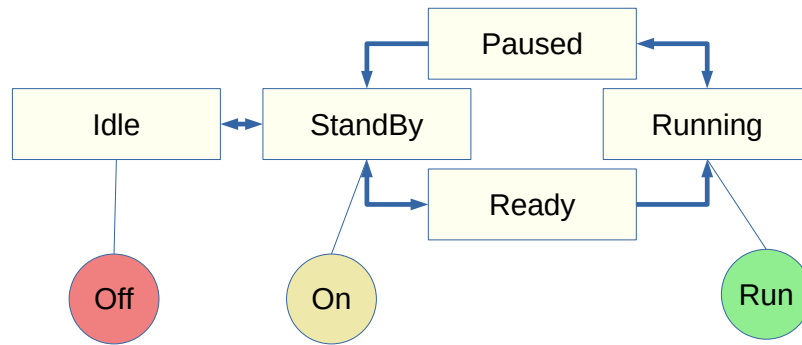 Paused
Idle
StandBy
Running
Ready
Off
On
Run